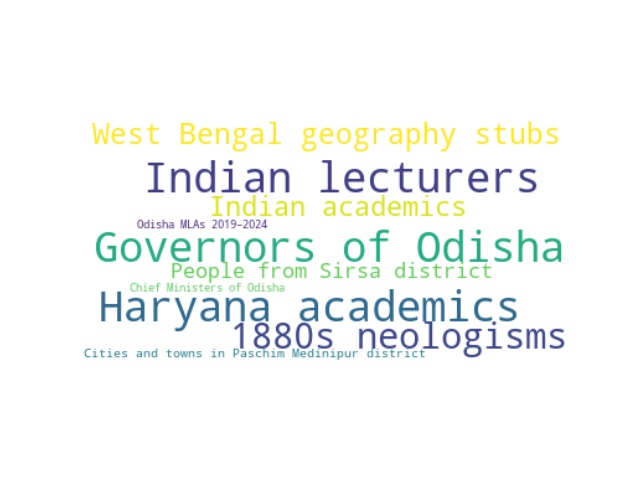 West Bengal geography stubs
Indian lecturers
Indian academics
Odisha MLAs 2019–2024
Governors of Odisha
People from Sirsa district
Chief Ministers of Odisha
Haryana academics
1880s neologisms
Cities and towns in Paschim Medinipur district